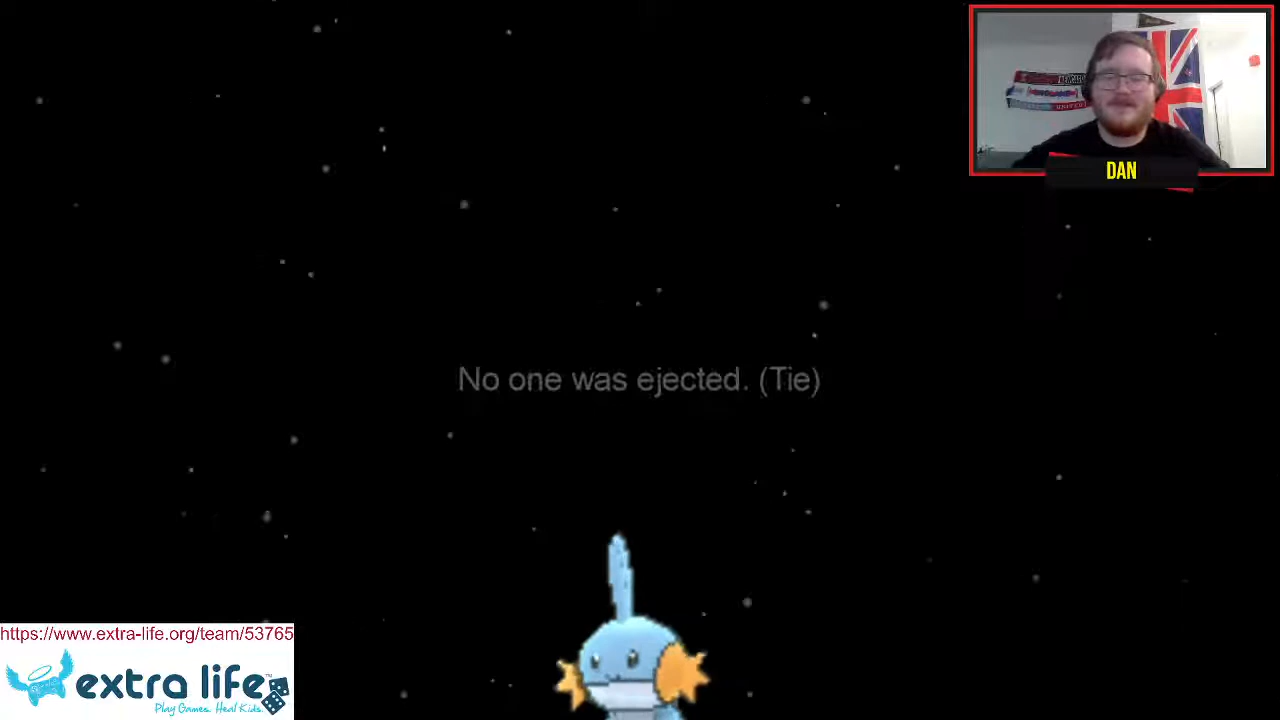 DAN
No one was ejected. (Tie)
https://www.extra-life.org/team/53765
extra life
Play Games. Heal Kids.